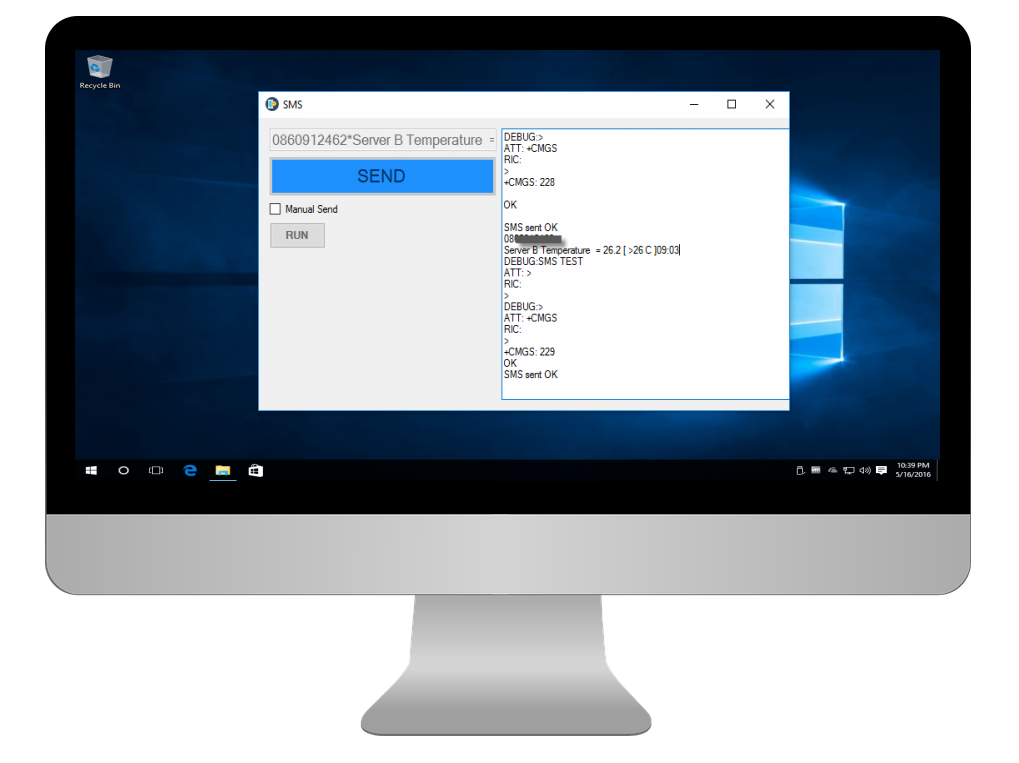 Recycle Bin
SMS
0860912462*Server B Temperature =
SEND
Manual Send
RUN
DEBUG:>
ATT: +CMGS
RIC:
>
+CMGS: 228
OK
SMS sent OK
Server B Temperature = 26.2 [ >26 C ]09:03
DEBUG:SMS TEST
ATT: >
RIC:
>
DEBUG:>
ATT: +CMGS
RIC:
>
+CMGS: 229
OK
SMS sent OK
10:39 PM
5/16/2016